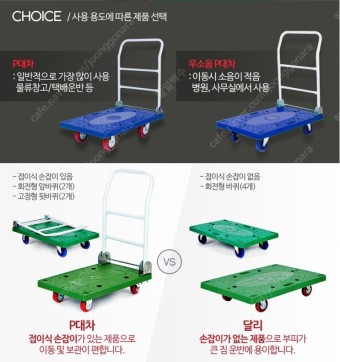 CHOICE / 사용 용도에 따른 제품 선택
P대차
: 일반적으로 가장 많이 사용
물류창고/택배운반 등
무소음 P대차
: 이동시 소음이 적음
병원, 사무실에서 사용
- 접이식 손잡이 있음
- 회전형 앞바퀴(2개)
- 고정형 뒷바퀴(2개)
- 접이식 손잡이 없음
- 회전형 바퀴(4개)
VS
P대차
접이식 손잡이가 있는 제품으로
이동 및 보관이 편합니다.
달리
손잡이가 없는 제품으로 부피가
큰 짐 운반에 용이합니다.